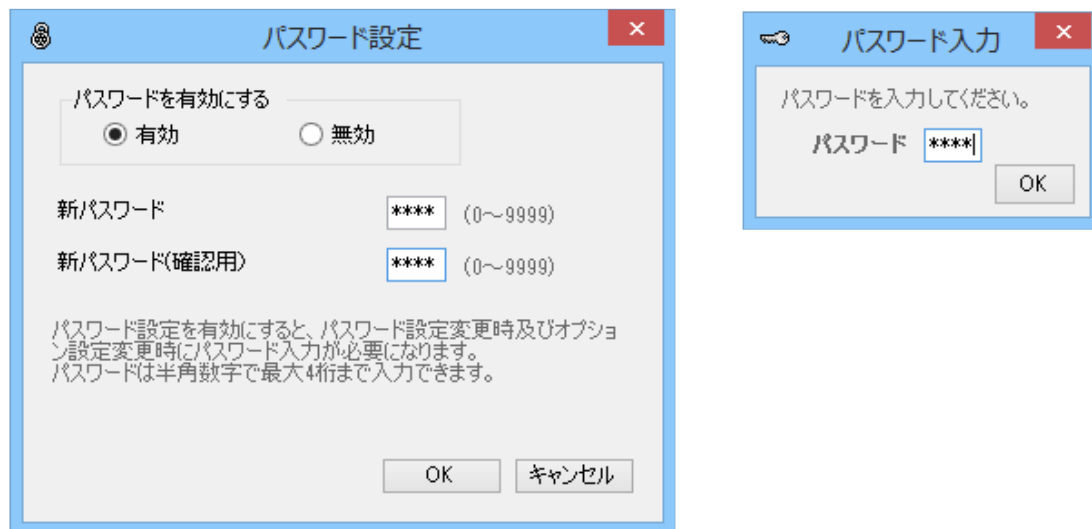 パスワード設定
パスワードを有効にする
有効 無効
新パスワード **** (0～9999)
新パスワード(確認用) **** (0～9999)
パスワード設定を有効にすると、パスワード設定変更時及びオプショ
ン設定変更時にパスワード入力が必要になります。
パスワードは半角数字で最大4桁まで入力できます。
OK キャンセル
パスワード入力
パスワードを入力してください。
パスワード ****
OK